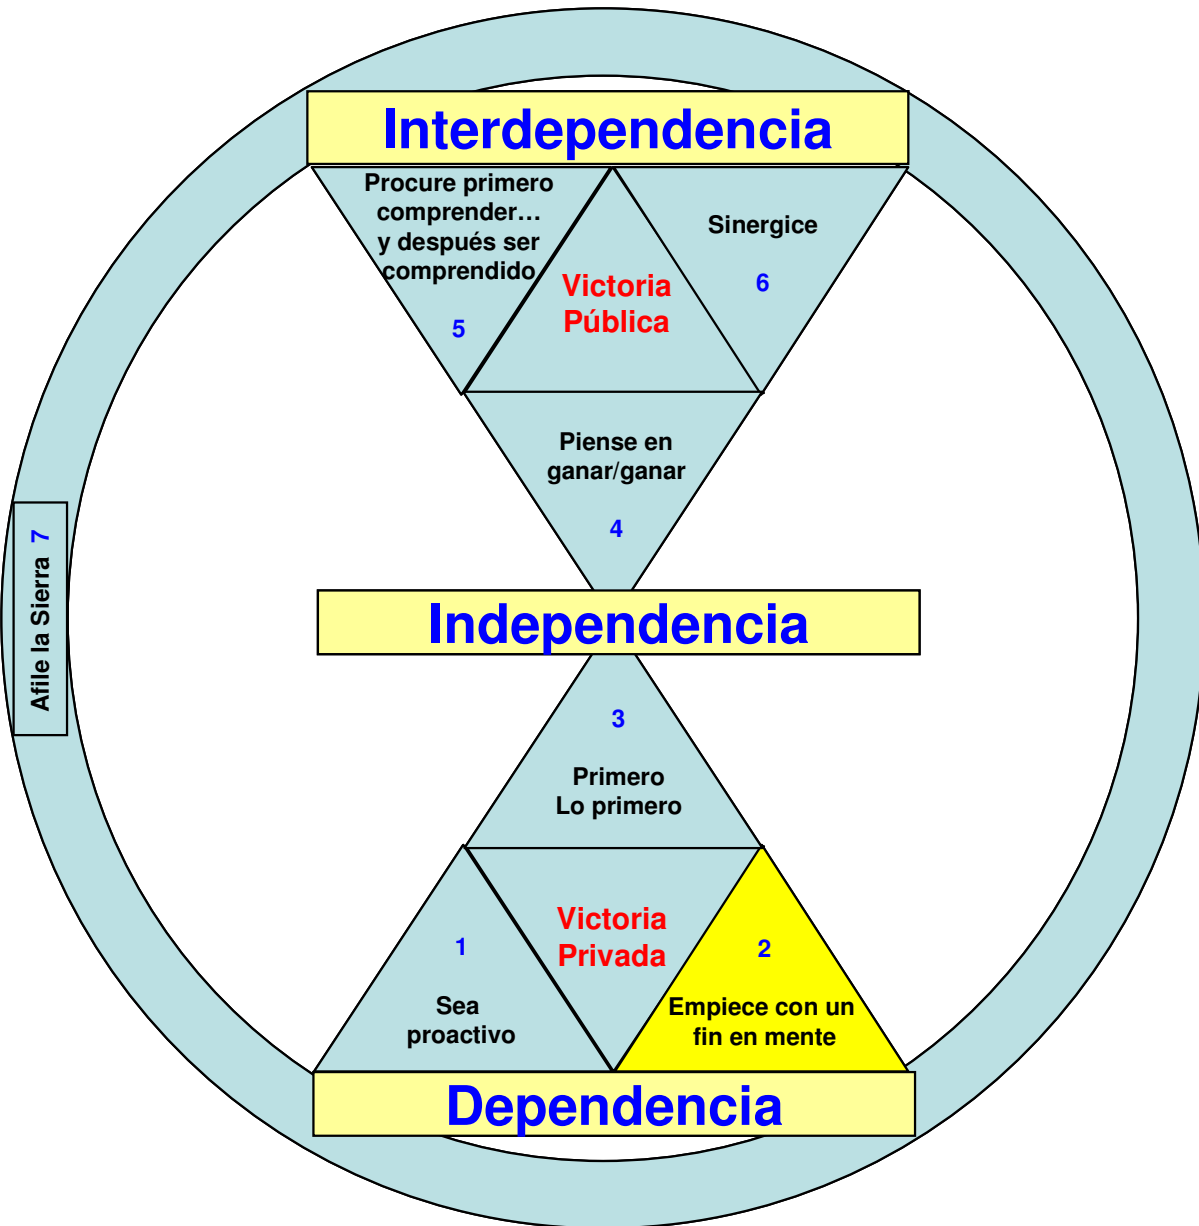 Interdependencia
Procure primero
comprender…
y después ser
comprendido
5
Victoria
Pública
Sinergice
6
Piense en
ganar/ganar
4
Afile la Sierra 7
Independencia
3
Primero
Lo primero
1
Sea
proactivo
Victoria
Privada
2
Empiece con un
fin en mente
Dependencia